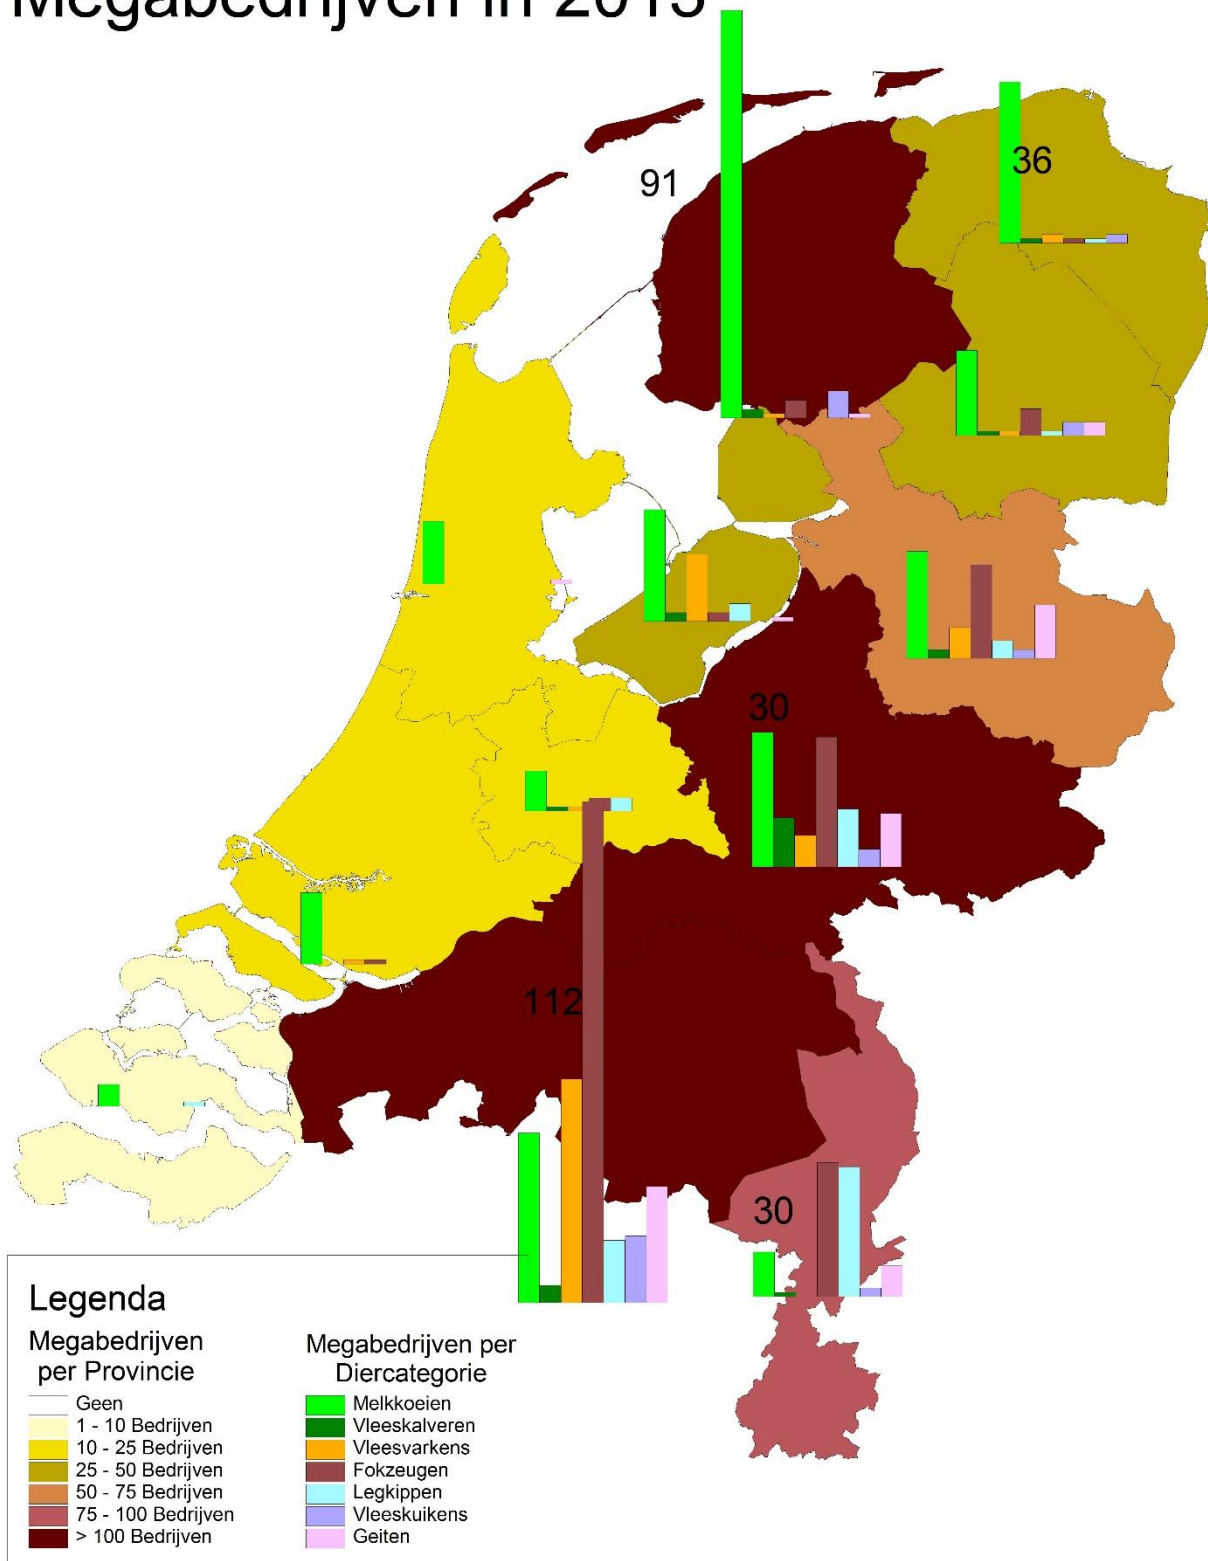 Megabedrijven in
91
36
30
112
30
Legenda
Megabedrijven
per Provincie
Geen
1 - 10 Bedrijven
10 - 25 Bedrijven
25 - 50 Bedrijven
50 - 75 Bedrijven
75 - 100 Bedrijven
> 100 Bedrijven
Megabedrijven per
Diercategorie
Melkkoeien
Vleeskalveren
Vleesvarkens
Fokzeugen
Legkippen
Vleeskuikens
Geiten